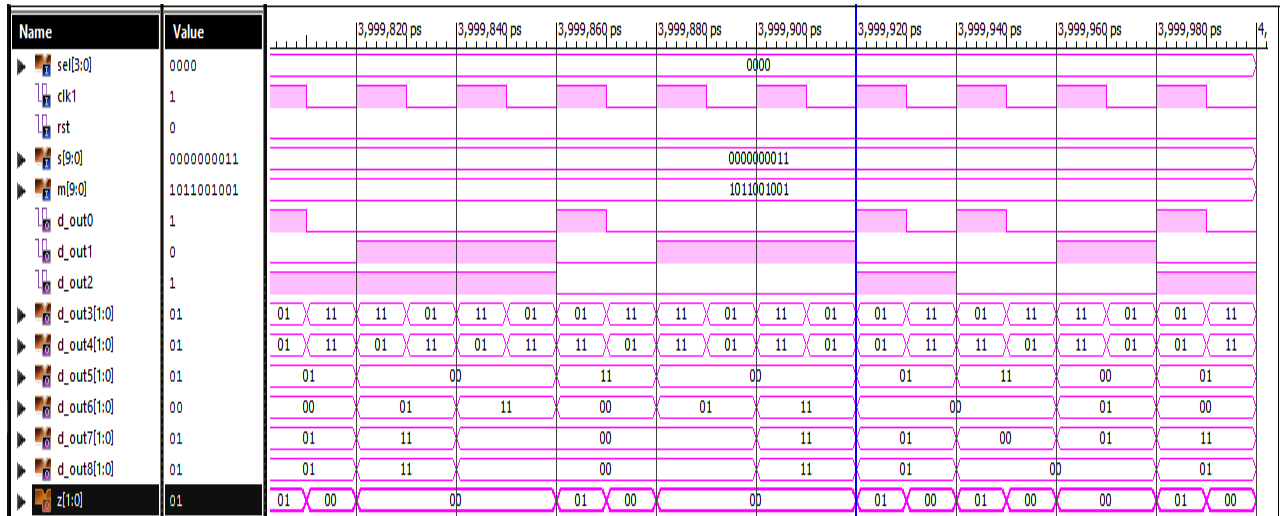 Name Value 3,999,820 ps 3,999,840 ps 3,999,860 ps 3,999,880 ps 3,999,900 ps 3,999,920 ps 3,999,940 ps 3,999,960 ps 3,999,980 ps 4,
sel[3:0] 0000 0000
clk1 1
rst 0
s[9:0] 0000000011 0000000011
m[9:0] 1011001001 1011001001
d_out0 1
d_out1 0
d_out2 1
d_out3[1:0] 01 01 11 11 01 11 01 01 11 11 01 11 01 01 11 01 11 11 01 01 11
d_out4[1:0] 01 01 11 01 11 01 11 11 01 11 01 11 01 01 11 11 01 11 01 01 11
d_out5[1:0] 01 01 00 11 00 01 11 00 01
d_out6[1:0] 00 00 01 11 00 01 11 00 01 00
d_out7[1:0] 01 01 11 00 11 01 00 01 11
d_out8[1:0] 01 01 11 00 11 01 00 01
z[1:0] 01 01 00 00 01 00 00 01 00 01 00 00 01 00